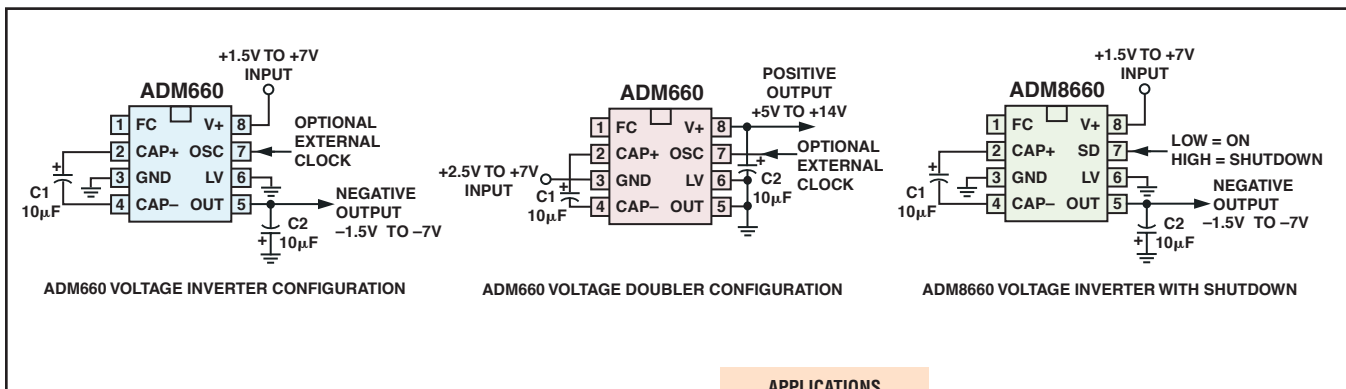 +1.5V TO +7V
INPUT
ADM660
1 FC V+ 8
2 CAP+ OSC 7
3 GND LV 6
4 CAP– OUT 5
OPTIONAL
EXTERNAL
CLOCK
+
C1
10µF
NEGATIVE
OUTPUT
–1.5V TO –7V
C2
+ 10µF
ADM660 VOLTAGE INVERTER CONFIGURATION
POSITIVE
OUTPUT
+5V TO +14V
ADM660
1 FC V+ 8
2 CAP+ OSC 7
3 GND LV 6
4 CAP– OUT 5
OPTIONAL
EXTERNAL
CLOCK
+2.5V TO +7V
INPUT
+
C1
10µF
+
C2
10µF
ADM660 VOLTAGE DOUBLER CONFIGURATION
+1.5V TO +7V
INPUT
ADM8660
1 FC V+ 8
2 CAP+ SD 7
3 GND LV 6
4 CAP– OUT 5
LOW = ON
HIGH = SHUTDOWN
+
C1
10µF
NEGATIVE
OUTPUT
–1.5V TO –7V
C2
+ 10µF
ADM8660 VOLTAGE INVERTER WITH SHUTDOWN
APPLICATIONS